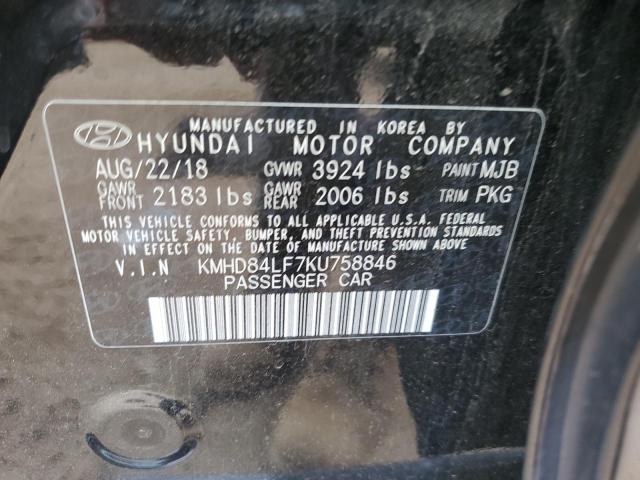 MANUFACTURED IN KOREA BY
HYUNDAI MOTOR COMPANY
AUG/22/18 GVWR 3924 lbs PAINT MJB
GAWR FRONT 2183 lbs GAWR REAR 2006 lbs TRIM PKG
THIS VEHICLE CONFORMS TO ALL APPLICABLE U.S.A. FEDERAL
MOTOR VEHICLE SAFETY, BUMPER, AND THEFT PREVENTION STANDARDS
IN EFFECT ON THE DATE OF MANUFACTURE SHOWN ABOVE
V.I.N KMHD84LF7KU758846
PASSENGER CAR